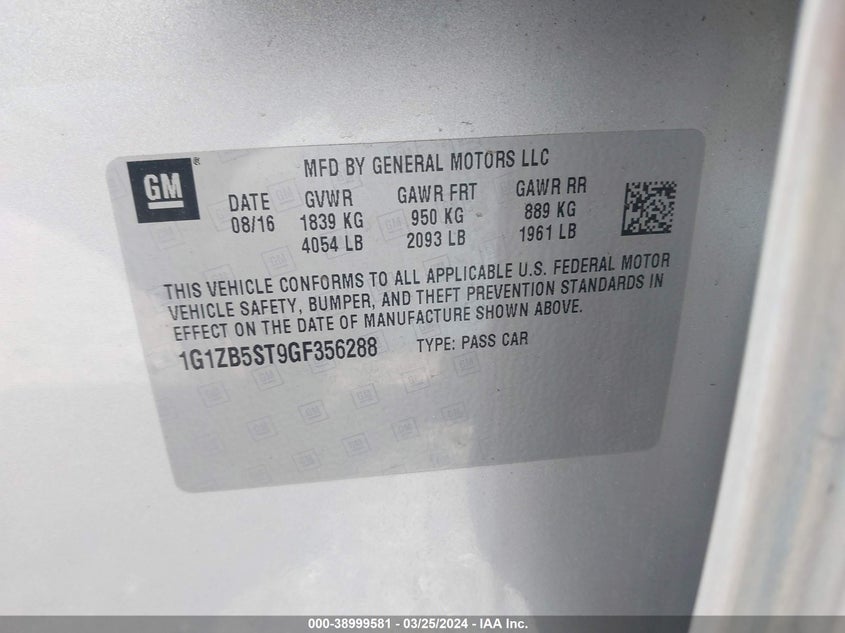 GM ®
MFD BY GENERAL MOTORS LLC
DATE GVWR GAWR FRT GAWR RR
08/16 1839 KG 950 KG 889 KG
4054 LB 2093 LB 1961 LB
THIS VEHICLE CONFORMS TO ALL APPLICABLE U.S. FEDERAL MOTOR
VEHICLE SAFETY, BUMPER, AND THEFT PREVENTION STANDARDS IN
EFFECT ON THE DATE OF MANUFACTURE SHOWN ABOVE.
1G1ZB5ST9GF356288 TYPE: PASS CAR
000-38999581 - 03/25/2024 - IAA Inc.